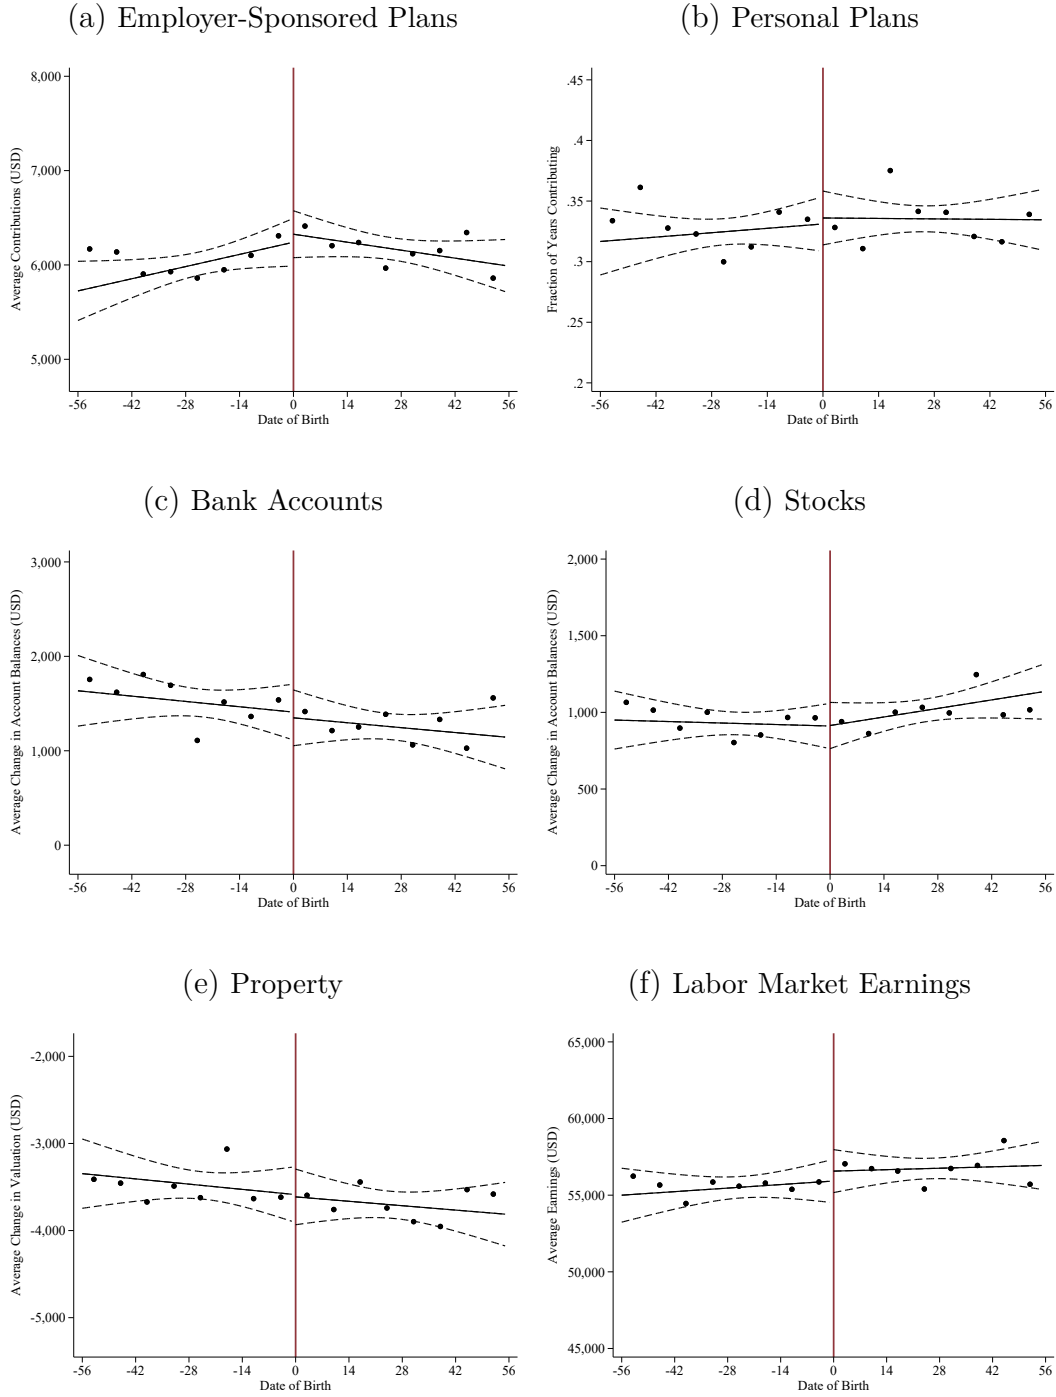 (a) Employer-Sponsored Plans
8,000
7,000
6,000
5,000
Average Contributions (USD)
-56 -42 -28 -14 0 14 28 42 56
Date of Birth
(b) Personal Plans
.45
.4
.35
.3
.25
.2
Fraction of Years Contributing
-56 -42 -28 -14 0 14 28 42 56
Date of Birth
(c) Bank Accounts
3,000
2,000
1,000
0
Average Change in Account Balances (USD)
-56 -42 -28 -14 0 14 28 42 56
Date of Birth
(d) Stocks
2,000
1,500
1,000
500
0
Average Change in Account Balances (USD)
-56 -42 -28 -14 0 14 28 42 56
Date of Birth
(e) Property
-2,000
-3,000
-4,000
-5,000
Average Change in Valuation (USD)
-56 -42 -28 -14 0 14 28 42 56
Date of Birth
(f) Labor Market Earnings
65,000
60,000
55,000
50,000
45,000
Average Earnings (USD)
-56 -42 -28 -14 0 14 28 42 56
Date of Birth